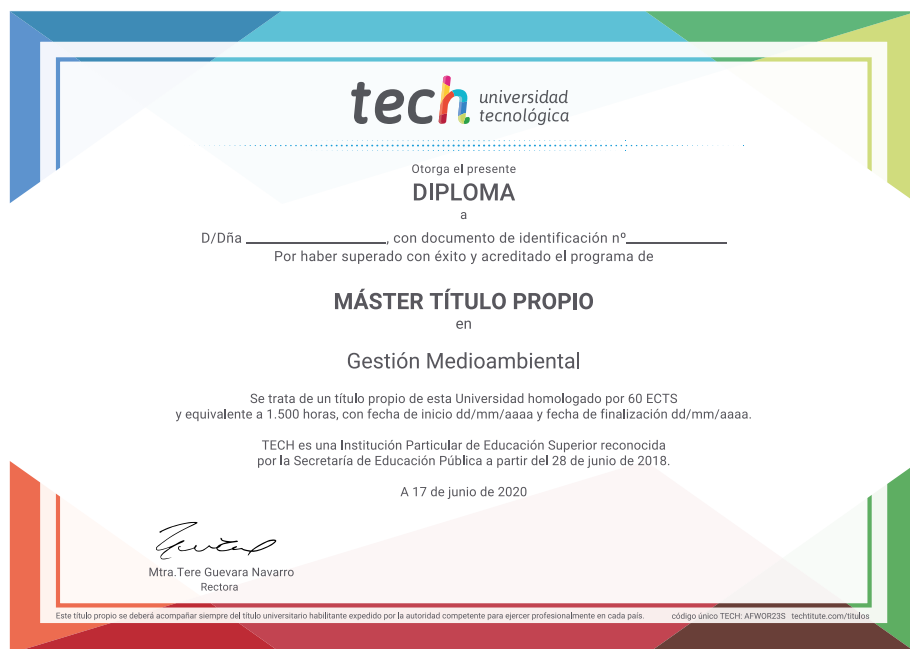 tech universidad
tecnológica
Otorga el presente
DIPLOMA
a
D/Dña ____________________, con documento de identificación nº______________
Por haber superado con éxito y acreditado el programa de
MÁSTER TÍTULO PROPIO
en
Gestión Medioambiental
Se trata de un título propio de esta Universidad homologado por 60 ECTS
y equivalente a 1.500 horas, con fecha de inicio dd/mm/aaaa y fecha de finalización dd/mm/aaaa.
TECH es una Institución Particular de Educación Superior reconocida
por la Secretaría de Educación Pública a partir del 28 de junio de 2018.
A 17 de junio de 2020
Mtra.Tere Guevara Navarro
Rectora
Este título propio se deberá acompañar siempre del título universitario habilitante expedido por la autoridad competente para ejercer profesionalmente en cada país. código único TECH: AFWOR23S techtitute.com/titulos